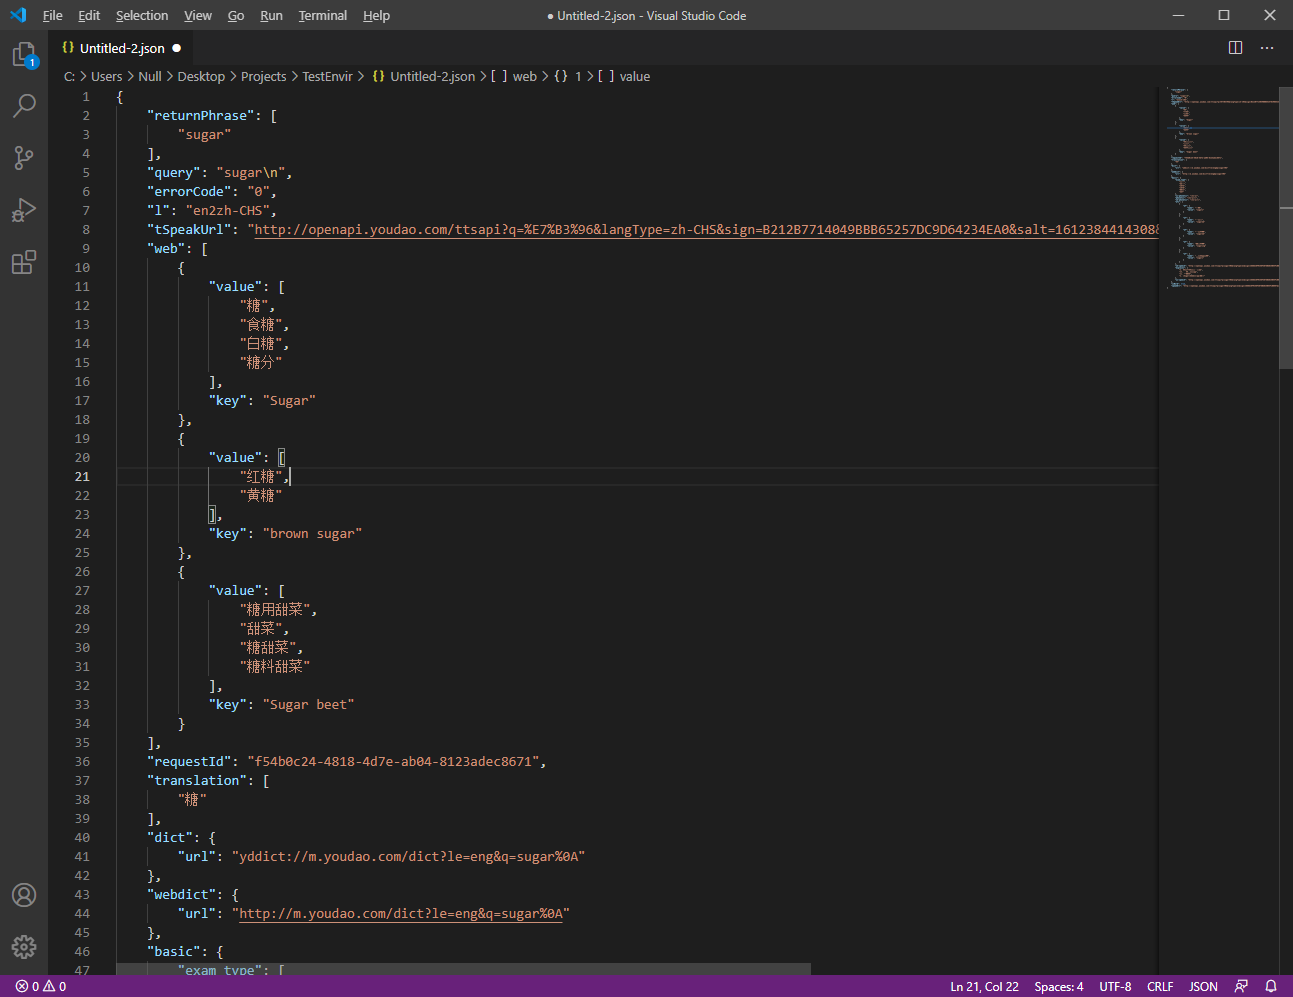 File Edit Selection View Go Run Terminal Help ● Untitled-2.json - Visual Studio Code
{} Untitled-2.json ●
C: > Users > Null > Desktop > Projects > TestEnvir > {} Untitled-2.json > [ ] web > {} 1 > [ ] value
1 {
2 "returnPhrase": [
3 "sugar"
4 ],
5 "query": "sugar\n",
6 "errorCode": "0",
7 "l": "en2zh-CHS",
8 "tSpeakUrl": "http://openapi.youdao.com/ttsapi?q=%E7%B3%96&langType=zh-CHS&sign=B212B7714049BBB65257DC9D64234EA0&salt=1612384414308&
9 "web": [
10 {
11 "value": [
12 "糖",
13 "食糖",
14 "白糖",
15 "糖分"
16 ],
17 "key": "Sugar"
18 },
19 {
20 "value": [
21 "红糖",
22 "黄糖"
23 ],
24 "key": "brown sugar"
25 },
26 {
27 "value": [
28 "糖用甜菜",
29 "甜菜",
30 "糖甜菜",
31 "糖料甜菜"
32 ],
33 "key": "Sugar beet"
34 }
35 ],
36 "requestId": "f54b0c24-4818-4d7e-ab04-8123adec8671",
37 "translation": [
38 "糖"
39 ],
40 "dict": {
41 "url": "yddict://m.youdao.com/dict?le=eng&q=sugar%0A"
42 },
43 "webdict": {
44 "url": "http://m.youdao.com/dict?le=eng&q=sugar%0A"
45 },
46 "basic": {
47 "exam_type": [
1
0 0 Ln 21, Col 22 Spaces: 4 UTF-8 CRLF JSON